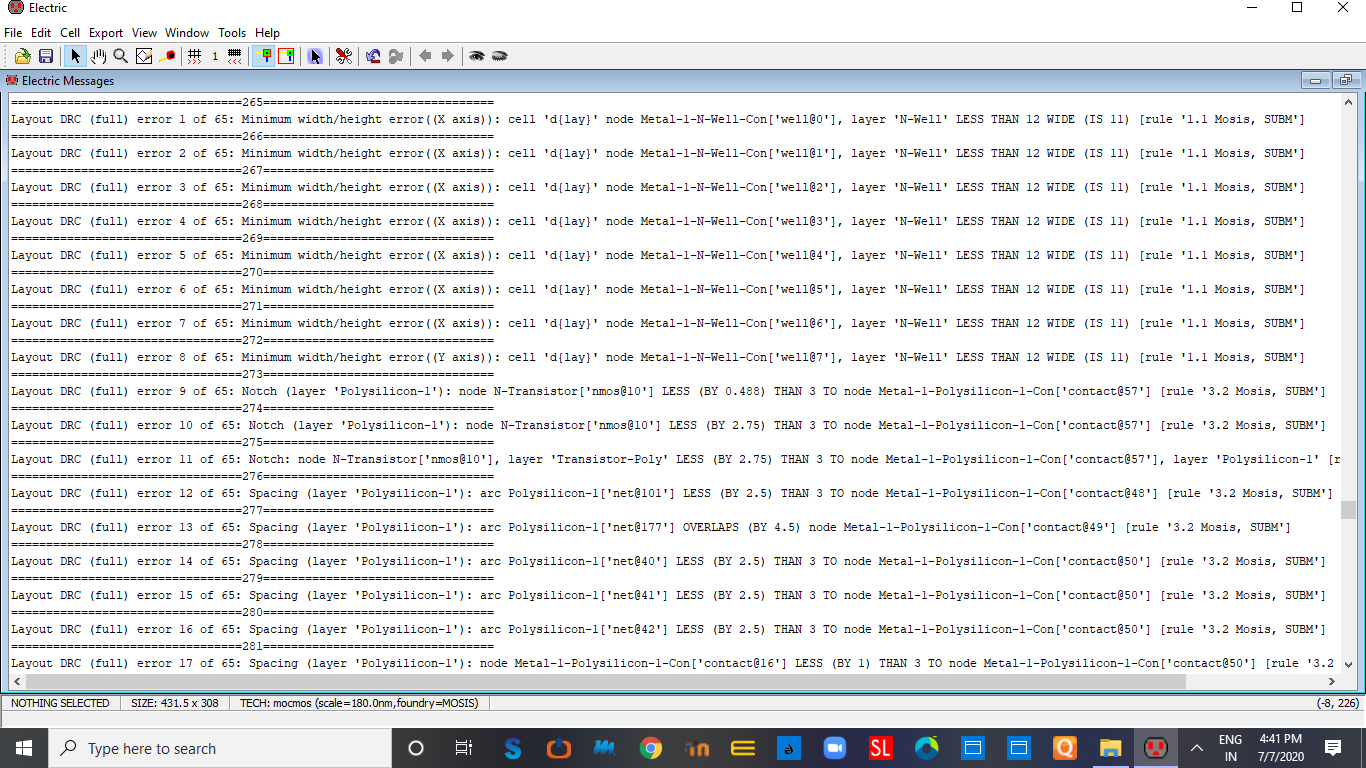 Electric
File Edit Cell Export View Window Tools Help
1
Electric Messages
=================================265=================================
Layout DRC (full) error 1 of 65: Minimum width/height error((X axis)): cell 'd{lay}' node Metal-1-N-Well-Con['well@0'], layer 'N-Well' LESS THAN 12 WIDE (IS 11) [rule '1.1 Mosis, SUBM']
=================================266=================================
Layout DRC (full) error 2 of 65: Minimum width/height error((X axis)): cell 'd{lay}' node Metal-1-N-Well-Con['well@1'], layer 'N-Well' LESS THAN 12 WIDE (IS 11) [rule '1.1 Mosis, SUBM']
=================================267=================================
Layout DRC (full) error 3 of 65: Minimum width/height error((X axis)): cell 'd{lay}' node Metal-1-N-Well-Con['well@2'], layer 'N-Well' LESS THAN 12 WIDE (IS 11) [rule '1.1 Mosis, SUBM']
=================================268=================================
Layout DRC (full) error 4 of 65: Minimum width/height error((X axis)): cell 'd{lay}' node Metal-1-N-Well-Con['well@3'], layer 'N-Well' LESS THAN 12 WIDE (IS 11) [rule '1.1 Mosis, SUBM']
=================================269=================================
Layout DRC (full) error 5 of 65: Minimum width/height error((X axis)): cell 'd{lay}' node Metal-1-N-Well-Con['well@4'], layer 'N-Well' LESS THAN 12 WIDE (IS 11) [rule '1.1 Mosis, SUBM']
=================================270=================================
Layout DRC (full) error 6 of 65: Minimum width/height error((X axis)): cell 'd{lay}' node Metal-1-N-Well-Con['well@5'], layer 'N-Well' LESS THAN 12 WIDE (IS 11) [rule '1.1 Mosis, SUBM']
=================================271=================================
Layout DRC (full) error 7 of 65: Minimum width/height error((X axis)): cell 'd{lay}' node Metal-1-N-Well-Con['well@6'], layer 'N-Well' LESS THAN 12 WIDE (IS 11) [rule '1.1 Mosis, SUBM']
=================================272=================================
Layout DRC (full) error 8 of 65: Minimum width/height error((Y axis)): cell 'd{lay}' node Metal-1-N-Well-Con['well@7'], layer 'N-Well' LESS THAN 12 WIDE (IS 11) [rule '1.1 Mosis, SUBM']
=================================273=================================
Layout DRC (full) error 9 of 65: Notch (layer 'Polysilicon-1'): node N-Transistor['nmos@10'] LESS (BY 0.488) THAN 3 TO node Metal-1-Polysilicon-1-Con['contact@57'] [rule '3.2 Mosis, SUBM']
=================================274=================================
Layout DRC (full) error 10 of 65: Notch (layer 'Polysilicon-1'): node N-Transistor['nmos@10'] LESS (BY 2.75) THAN 3 TO node Metal-1-Polysilicon-1-Con['contact@57'] [rule '3.2 Mosis, SUBM']
=================================275=================================
Layout DRC (full) error 11 of 65: Notch: node N-Transistor['nmos@10'], layer 'Transistor-Poly' LESS (BY 2.75) THAN 3 TO node Metal-1-Polysilicon-1-Con['contact@57'], layer 'Polysilicon-1' [r
=================================276=================================
Layout DRC (full) error 12 of 65: Spacing (layer 'Polysilicon-1'): arc Polysilicon-1['net@101'] LESS (BY 2.5) THAN 3 TO node Metal-1-Polysilicon-1-Con['contact@48'] [rule '3.2 Mosis, SUBM']
=================================277=================================
Layout DRC (full) error 13 of 65: Spacing (layer 'Polysilicon-1'): arc Polysilicon-1['net@177'] OVERLAPS (BY 4.5) node Metal-1-Polysilicon-1-Con['contact@49'] [rule '3.2 Mosis, SUBM']
=================================278=================================
Layout DRC (full) error 14 of 65: Spacing (layer 'Polysilicon-1'): arc Polysilicon-1['net@40'] LESS (BY 2.5) THAN 3 TO node Metal-1-Polysilicon-1-Con['contact@50'] [rule '3.2 Mosis, SUBM']
=================================279=================================
Layout DRC (full) error 15 of 65: Spacing (layer 'Polysilicon-1'): arc Polysilicon-1['net@41'] LESS (BY 2.5) THAN 3 TO node Metal-1-Polysilicon-1-Con['contact@50'] [rule '3.2 Mosis, SUBM']
=================================280=================================
Layout DRC (full) error 16 of 65: Spacing (layer 'Polysilicon-1'): arc Polysilicon-1['net@42'] LESS (BY 2.5) THAN 3 TO node Metal-1-Polysilicon-1-Con['contact@50'] [rule '3.2 Mosis, SUBM']
=================================281=================================
Layout DRC (full) error 17 of 65: Spacing (layer 'Polysilicon-1'): node Metal-1-Polysilicon-1-Con['contact@16'] LESS (BY 1) THAN 3 TO node Metal-1-Polysilicon-1-Con['contact@50'] [rule '3.2
NOTHING SELECTED SIZE: 431.5 x 308 TECH: mocmos (scale=180.0nm,foundry=MOSIS) (-8, 226)
Type here to search
S in SL Q
ENG 4:41 PM
IN 7/7/2020